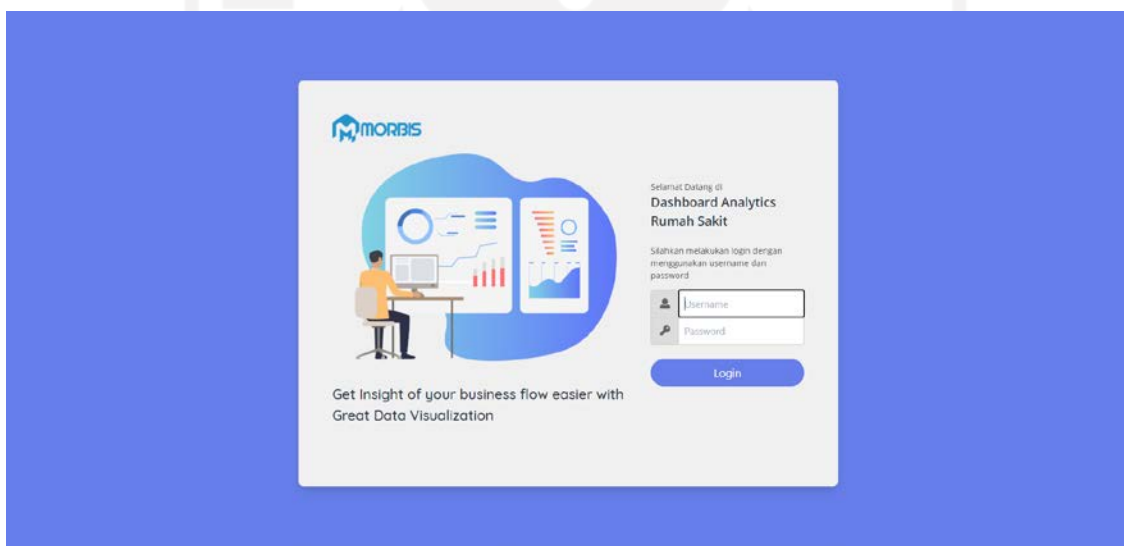 MORBIS
Selamat Datang di
Dashboard Analytics
Rumah Sakit
Silahkan melakukan login dengan
menggunakan username dan
password
Username
Password
Login
Get Insight of your business flow easier with
Great Data Visualization